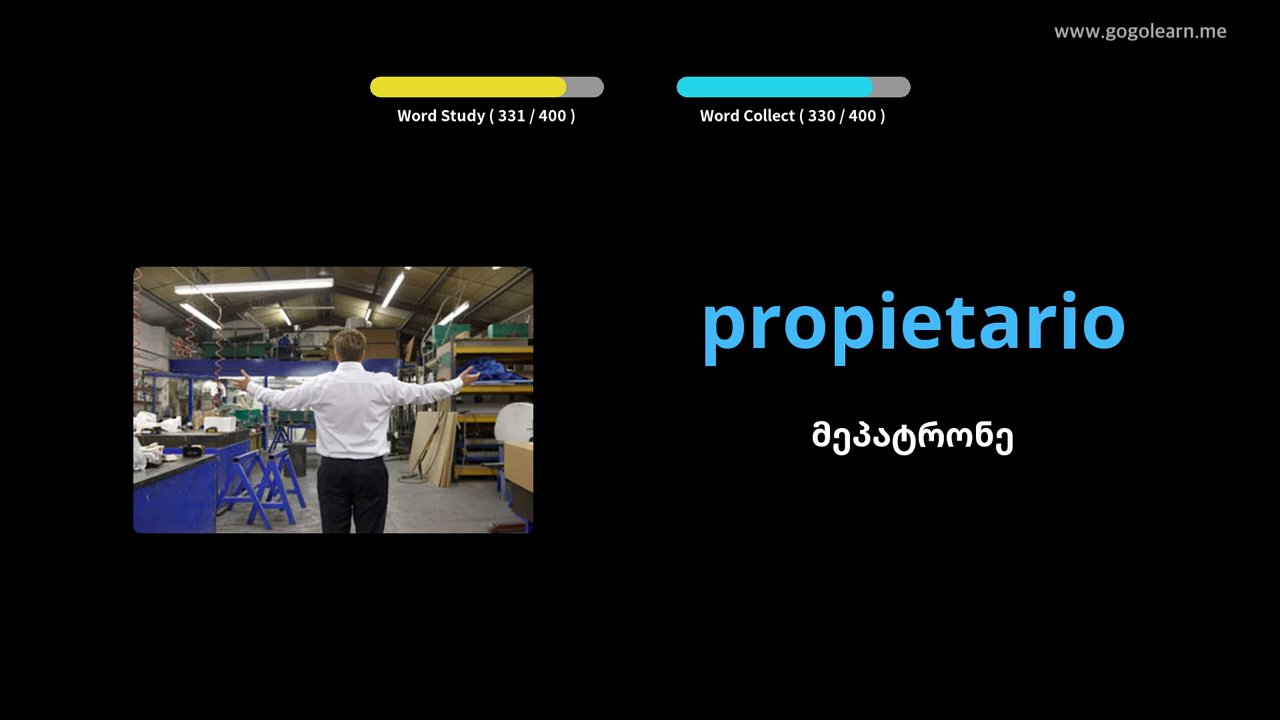 www.gogolearn.me
Word Study ( 331 / 400 )
Word Collect ( 330 / 400 )
propietario
მეპატრონე